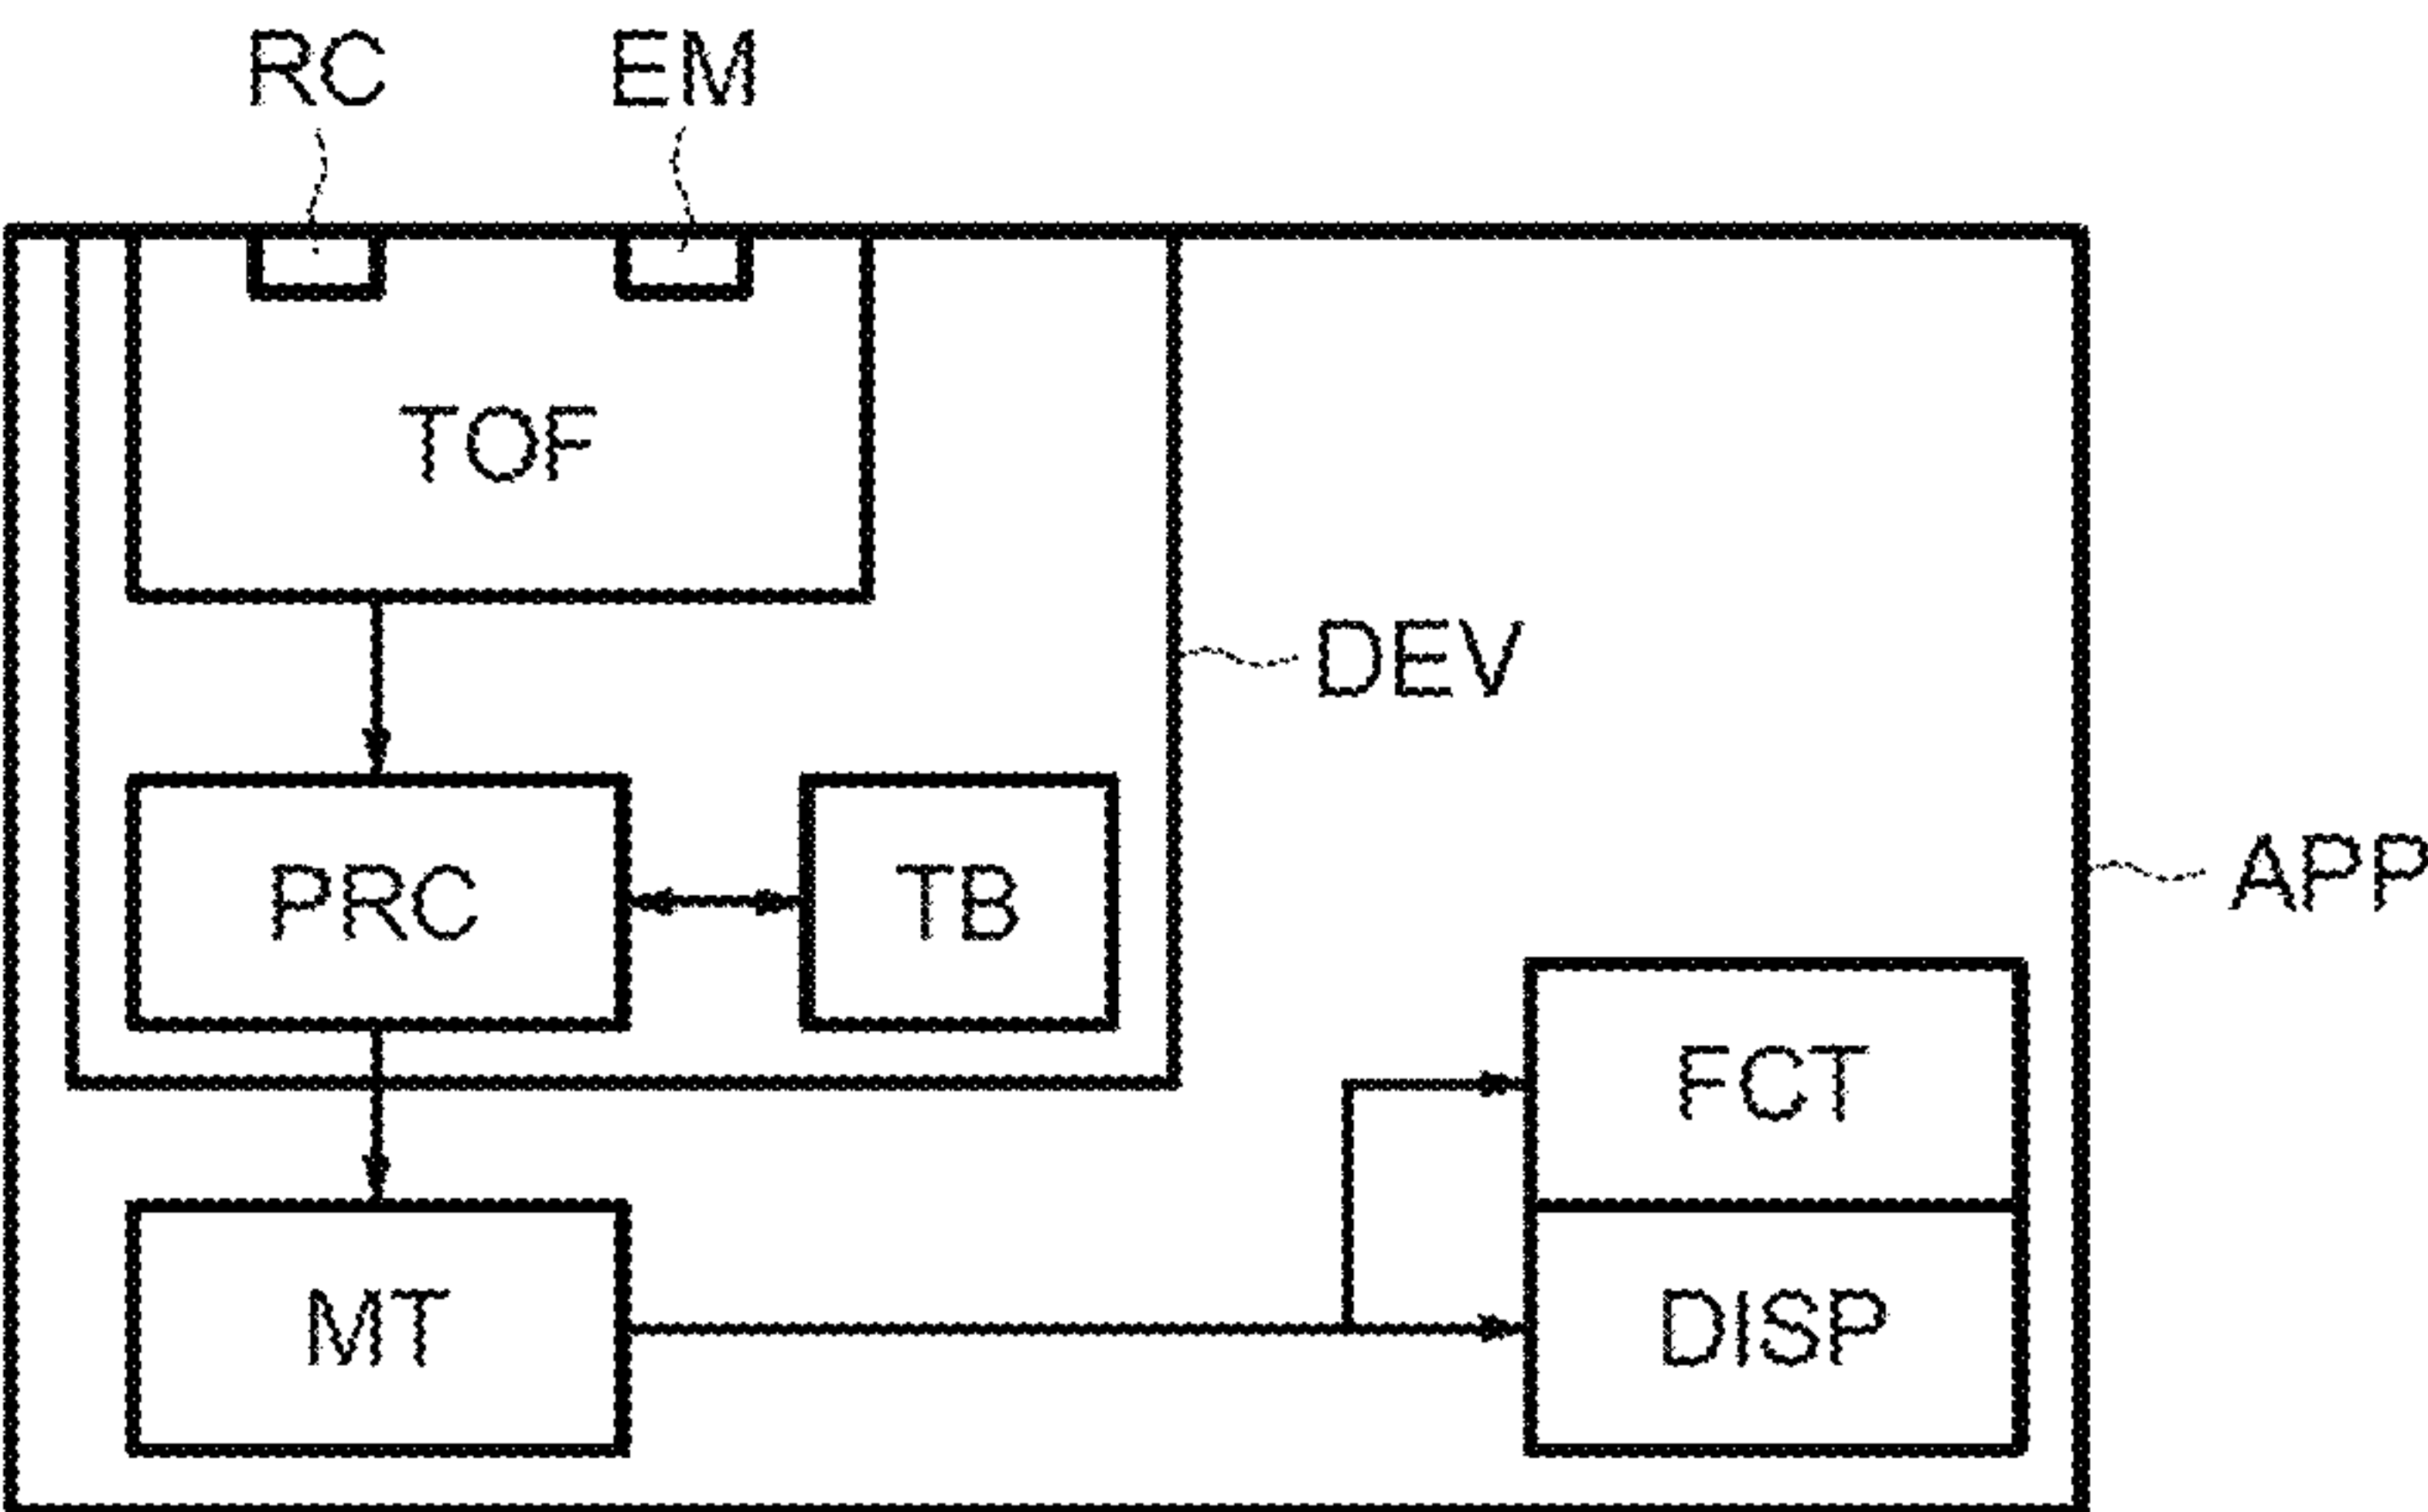 RC EM
TOF
DEV
PRC TB
APP
FCT
MT
DISP